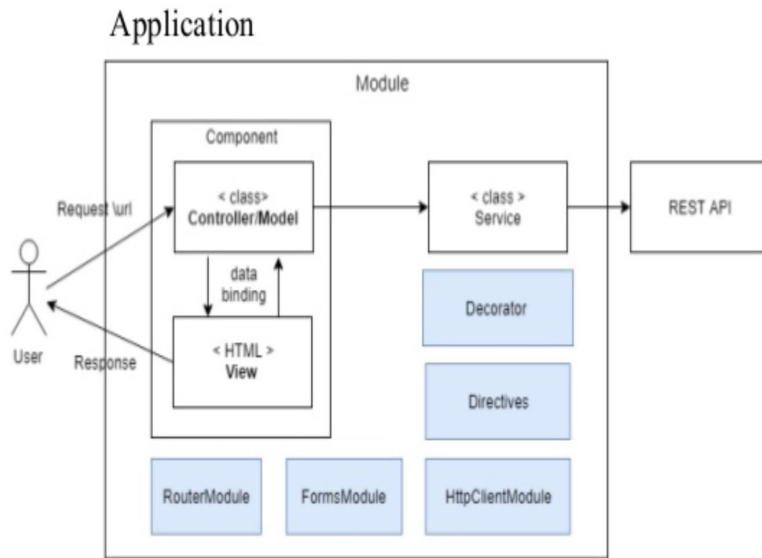 Application
Module
Component
< class>
Controller/Model
< class >
Service
REST API
Request \url
data
binding
Decorator
User
Response
< HTML >
View
Directives
RouterModule
FormsModule
HttpClientModule